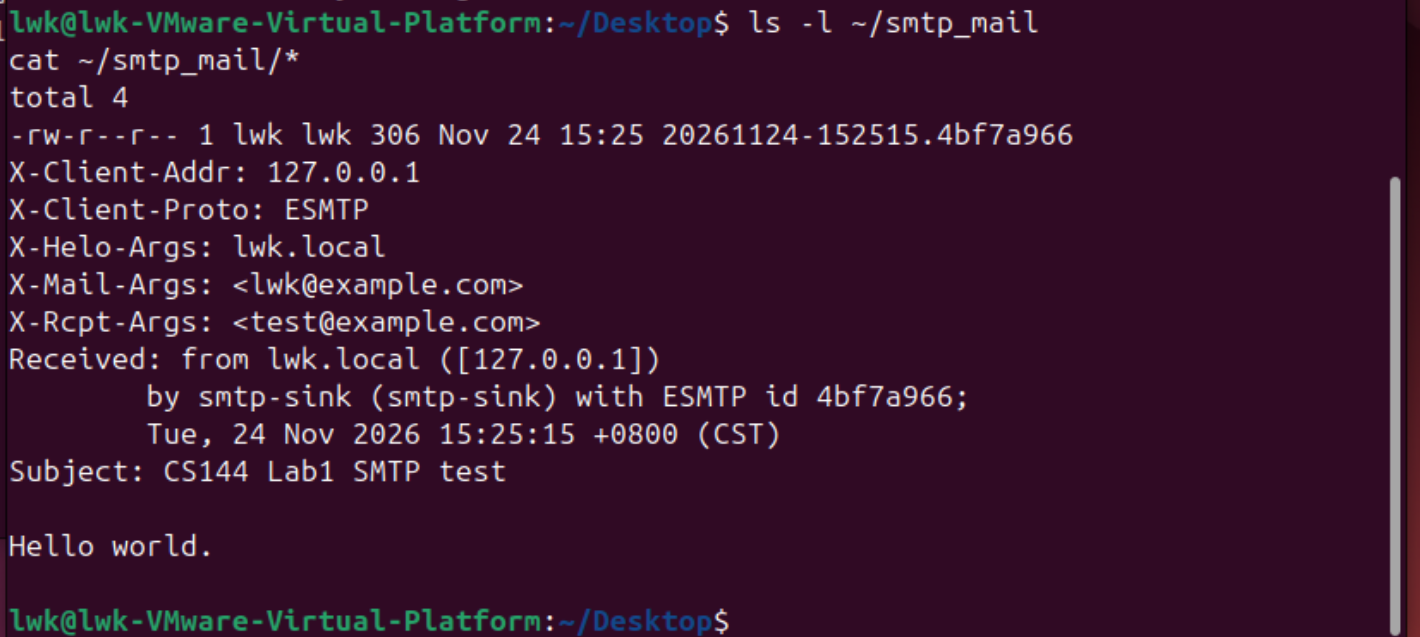 lwk@lwk-VMware-Virtual-Platform:~/Desktop$ ls -l ~/smtp_mail
cat ~/smtp_mail/*
total 4
-rw-r--r-- 1 lwk lwk 306 Nov 24 15:25 20261124-152515.4bf7a966
X-Client-Addr: 127.0.0.1
X-Client-Proto: ESMTP
X-Helo-Args: lwk.local
X-Mail-Args: <lwk@example.com>
X-Rcpt-Args: <test@example.com>
Received: from lwk.local ([127.0.0.1])
        by smtp-sink (smtp-sink) with ESMTP id 4bf7a966;
        Tue, 24 Nov 2026 15:25:15 +0800 (CST)
Subject: CS144 Lab1 SMTP test

Hello world.

lwk@lwk-VMware-Virtual-Platform:~/Desktop$